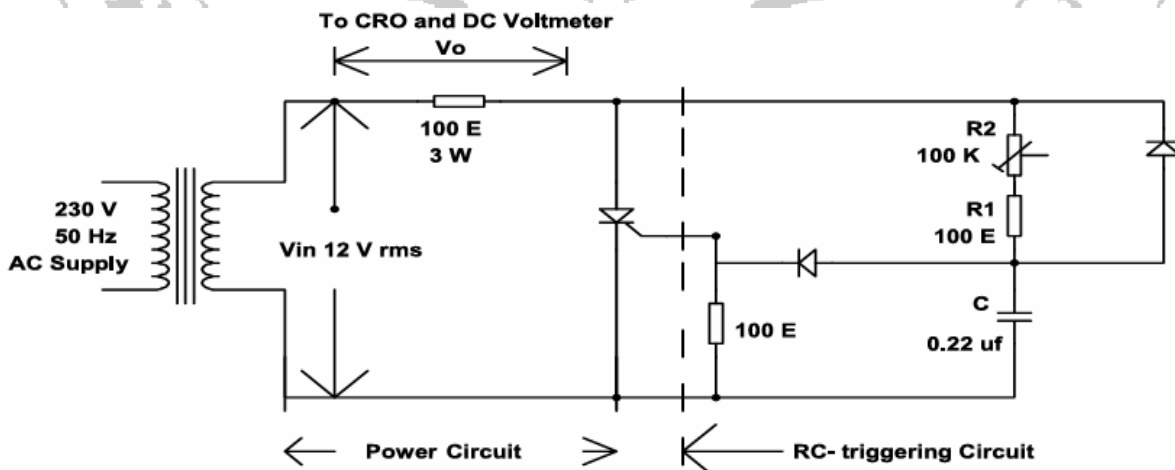 To CRO and DC Voltmeter
Vo
100 E
3 W
R2
100 K
R1
100 E
230 V
50 Hz
AC Supply
Vin 12 V rms
100 E
C
0.22 uf
Power Circuit
RC- triggering Circuit